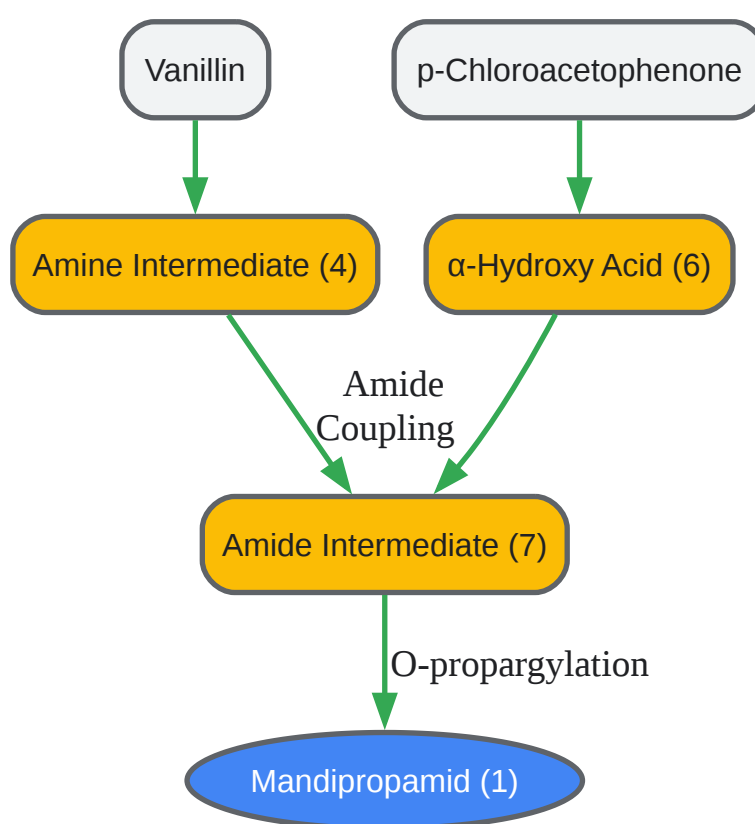 Vanillin
p-Chloroacetophenone
Amine Intermediate (4)
α-Hydroxy Acid (6)
Amide
Coupling
Amide Intermediate (7)
O-propargylation
Mandipropamid (1)